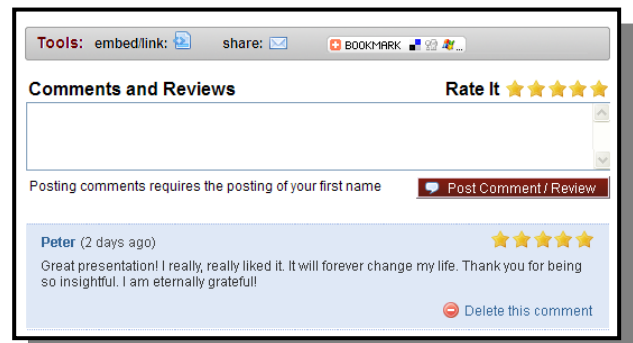 Tools: embed/link: share: BOOKMARK ...
Comments and Reviews Rate It
Posting comments requires the posting of your first name Post Comment / Review
Peter (2 days ago)
Great presentation! I really, really liked it. It will forever change my life. Thank you for being
so insightful. I am eternally grateful!
Delete this comment